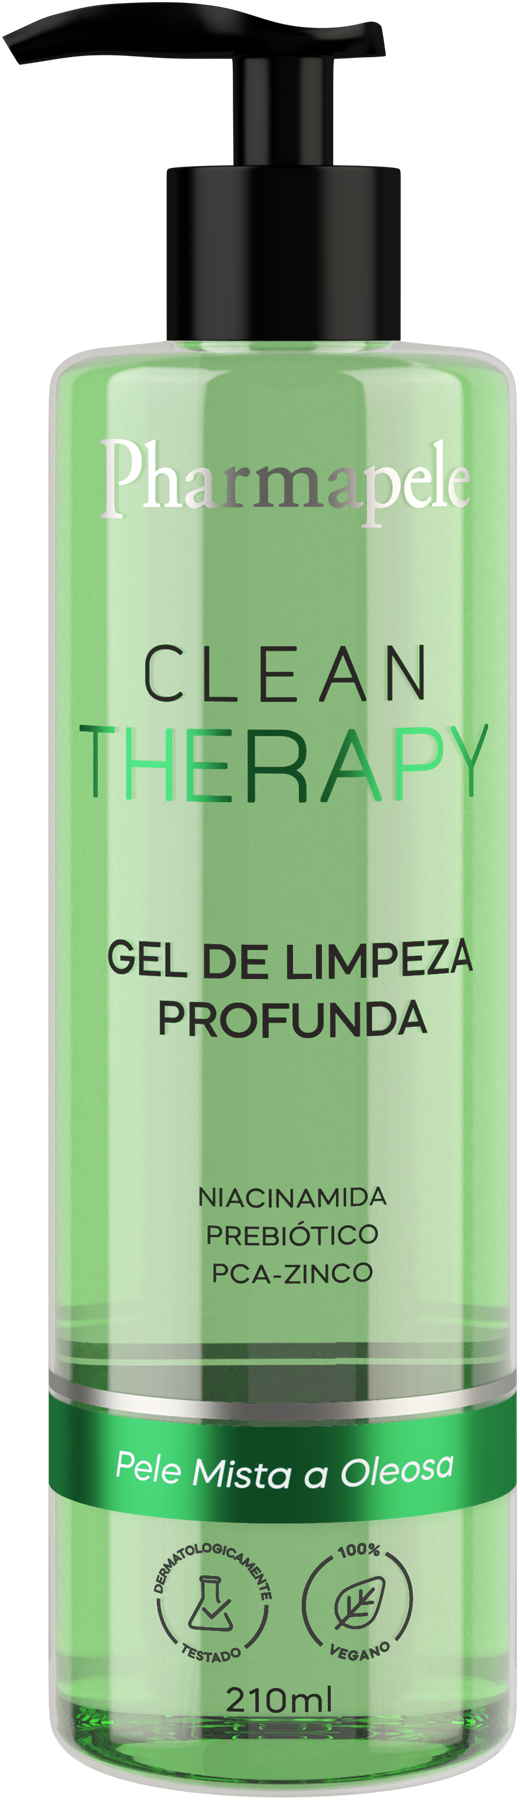 Pharmapele
CLEAN
THERAPY
GEL DE LIMPEZA
PROFUNDA
NIACINAMIDA
PREBIÓTICO
PCA-ZINCO
Pele Mista a Oleosa
DERMATOLOGICAMENTE
TESTADO
100%
VEGANO
210ml